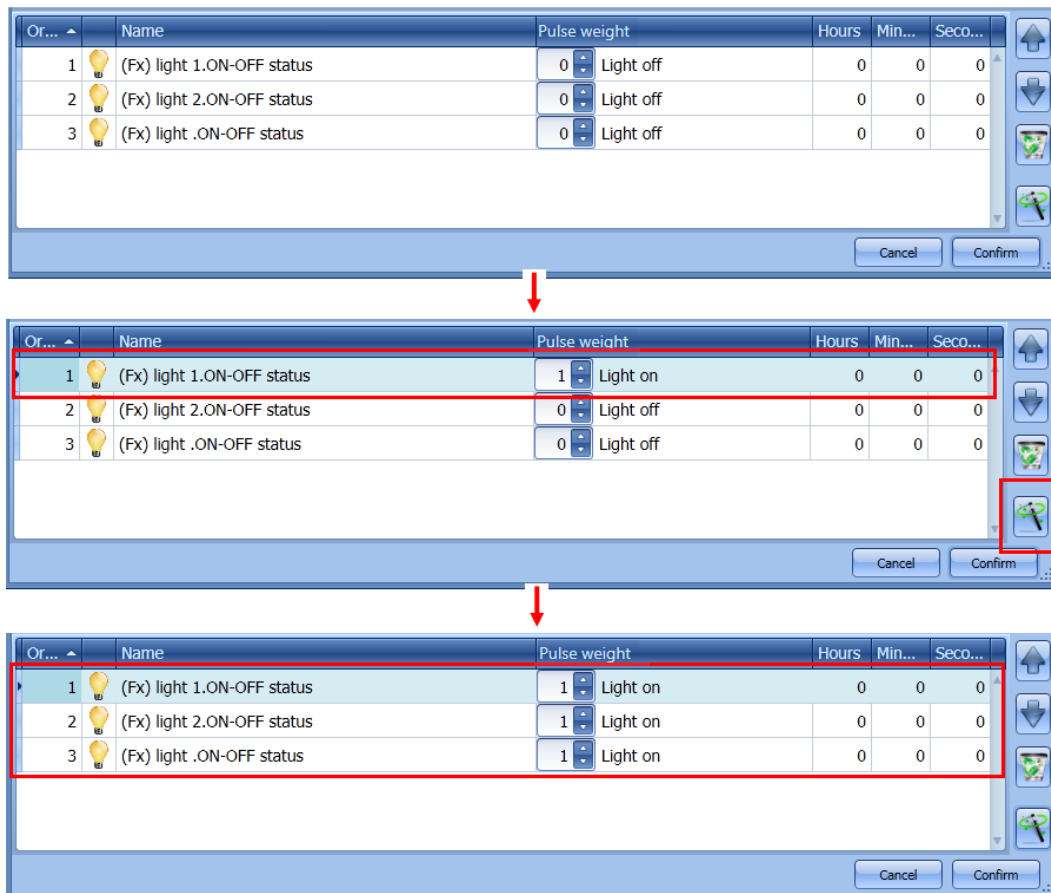 Or... Name Pulse weight Hours Min... Seco...
1 (Fx) light 1.ON-OFF status 0 Light off 0 0 0
2 (Fx) light 2.ON-OFF status 0 Light off 0 0 0
3 (Fx) light .ON-OFF status 0 Light off 0 0 0
Cancel Confirm
Or... Name Pulse weight Hours Min... Seco...
1 (Fx) light 1.ON-OFF status 1 Light on 0 0 0
2 (Fx) light 2.ON-OFF status 0 Light off 0 0 0
3 (Fx) light .ON-OFF status 0 Light off 0 0 0
Cancel Confirm
Or... Name Pulse weight Hours Min... Seco...
1 (Fx) light 1.ON-OFF status 1 Light on 0 0 0
2 (Fx) light 2.ON-OFF status 1 Light on 0 0 0
3 (Fx) light .ON-OFF status 1 Light on 0 0 0
Cancel Confirm